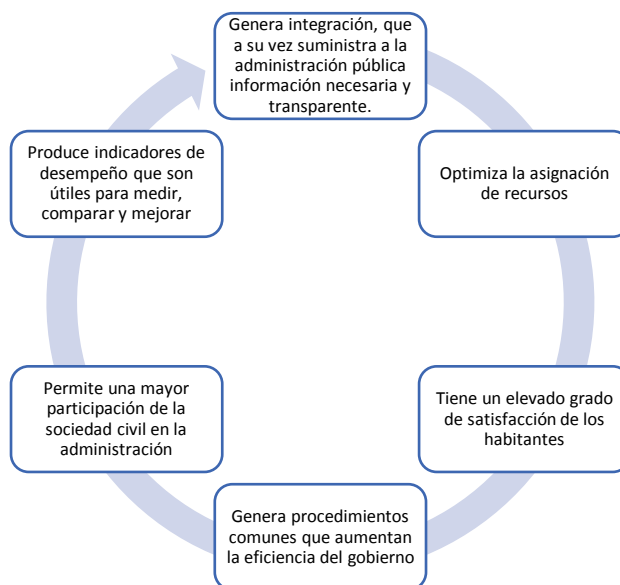 Genera integración, que
a su vez suministra a la
administración pública
información necesaria y
transparente.
Optimiza la asignación
de recursos
Tiene un elevado grado
de satisfacción de los
habitantes
Genera procedimientos
comunes que aumentan
la eficiencia del gobierno
Permite una mayor
participación de la
sociedad civil en la
administración
Produce indicadores de
desempeño que son
útiles para medir,
comparar y mejorar